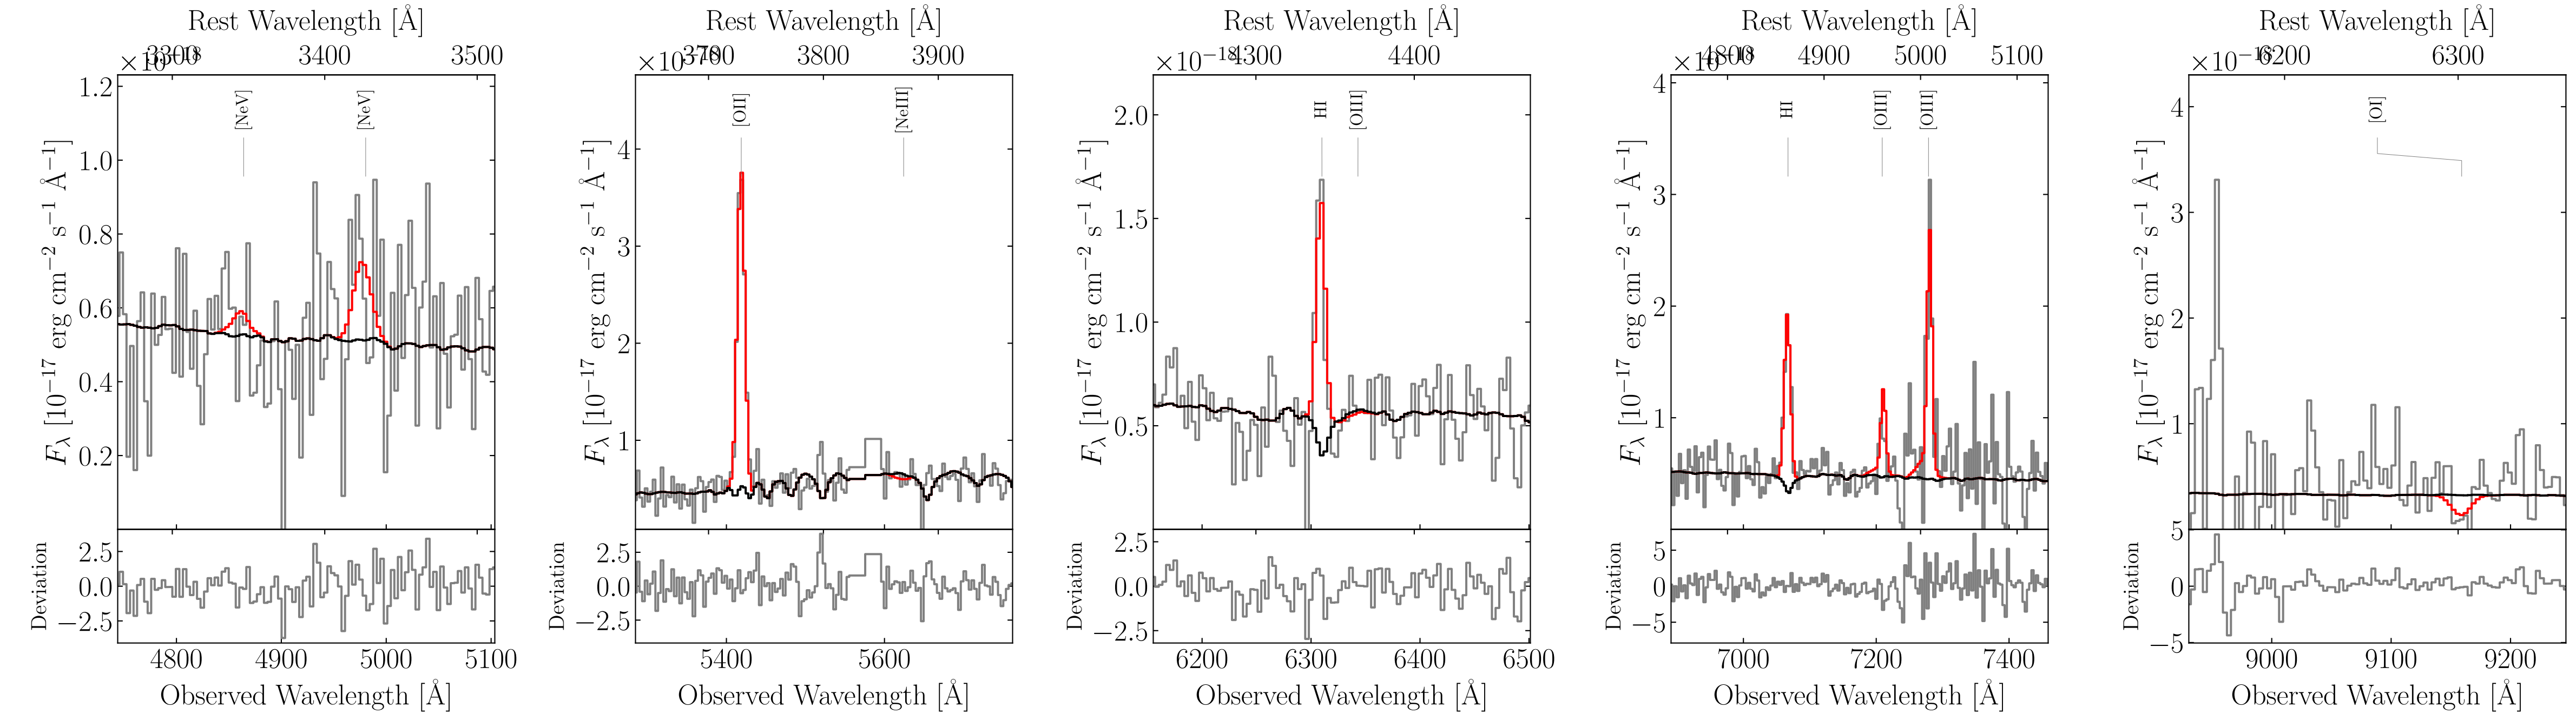 Rest Wavelength [Å]
3400 3500
[NeV] [NeV]
1.2
1.0
0.8
0.6
0.4
0.2
F_λ [10⁻¹⁷ erg cm⁻² s⁻¹ Å⁻¹]
2.5
0.0
−2.5
Deviation
4800 4900 5000 5100
Observed Wavelength [Å]
Rest Wavelength [Å]
3800 3900
[OII] [NeIII]
4
3
2
1
F_λ [10⁻¹⁷ erg cm⁻² s⁻¹ Å⁻¹]
2.5
0.0
−2.5
Deviation
5400 5600
Observed Wavelength [Å]
Rest Wavelength [Å]
×10⁻¹⁸ 4300 4400
HI [OIII]
2.0
1.5
1.0
0.5
F_λ [10⁻¹⁷ erg cm⁻² s⁻¹ Å⁻¹]
2.5
0.0
−2.5
Deviation
6200 6300 6400 6500
Observed Wavelength [Å]
Rest Wavelength [Å]
4900 5000 5100
HI [OIII] [OIII]
4
3
2
1
F_λ [10⁻¹⁷ erg cm⁻² s⁻¹ Å⁻¹]
5
0
−5
Deviation
7000 7200 7400
Observed Wavelength [Å]
Rest Wavelength [Å]
×10⁻¹⁸ 6200 6300
[OI]
4
3
2
1
F_λ [10⁻¹⁷ erg cm⁻² s⁻¹ Å⁻¹]
5
0
−5
Deviation
9000 9100 9200
Observed Wavelength [Å]